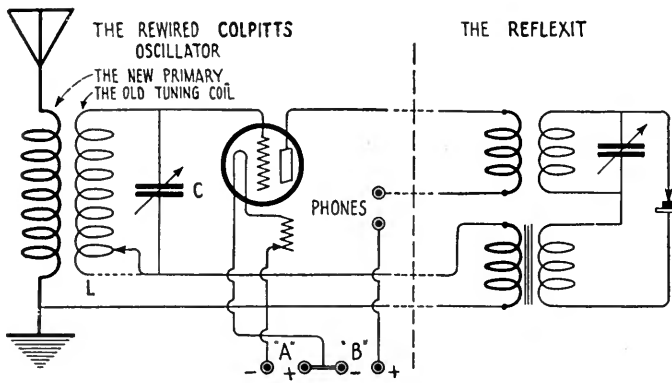 THE REWIRED COLPITTS
OSCILLATOR
THE REFLEXIT
THE NEW PRIMARY
THE OLD TUNING COIL
C
PHONES
L
"A" "B"
- + - +